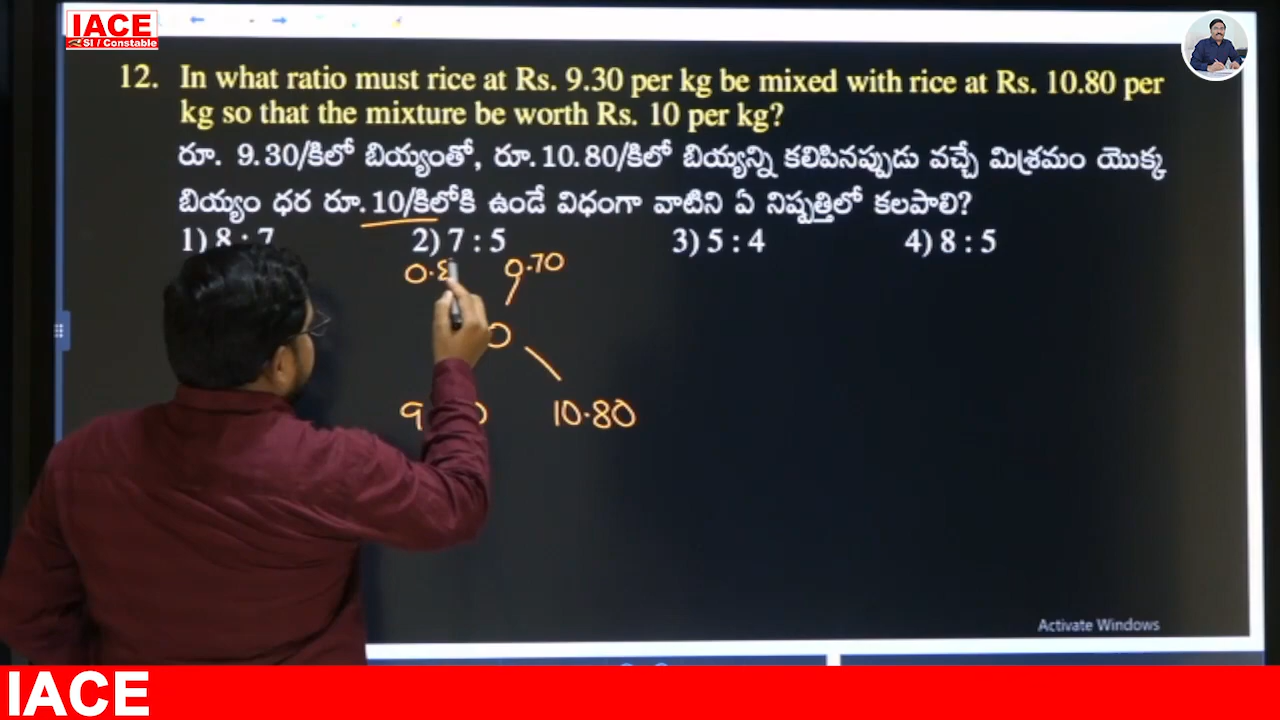 IACE
SI / Constable
12. In what ratio must rice at Rs. 9.30 per kg be mixed with rice at Rs. 10.80 per
kg so that the mixture be worth Rs. 10 per kg?
రూ. 9.30/కిలో బియ్యంతో, రూ.10.80/కిలో బియ్యన్ని కలిపినప్పుడు వచ్చే మిశ్రమం యొక్క
బియ్యం ధర రూ.10/కిలోకి ఉండే విధంగా వాటిని ఏ నిష్పత్తిలో కలపాలి?
1) 8 : 7 2) 7 : 5 3) 5 : 4 4) 8 : 5
0.70
10.80
Activate Windows
IACE